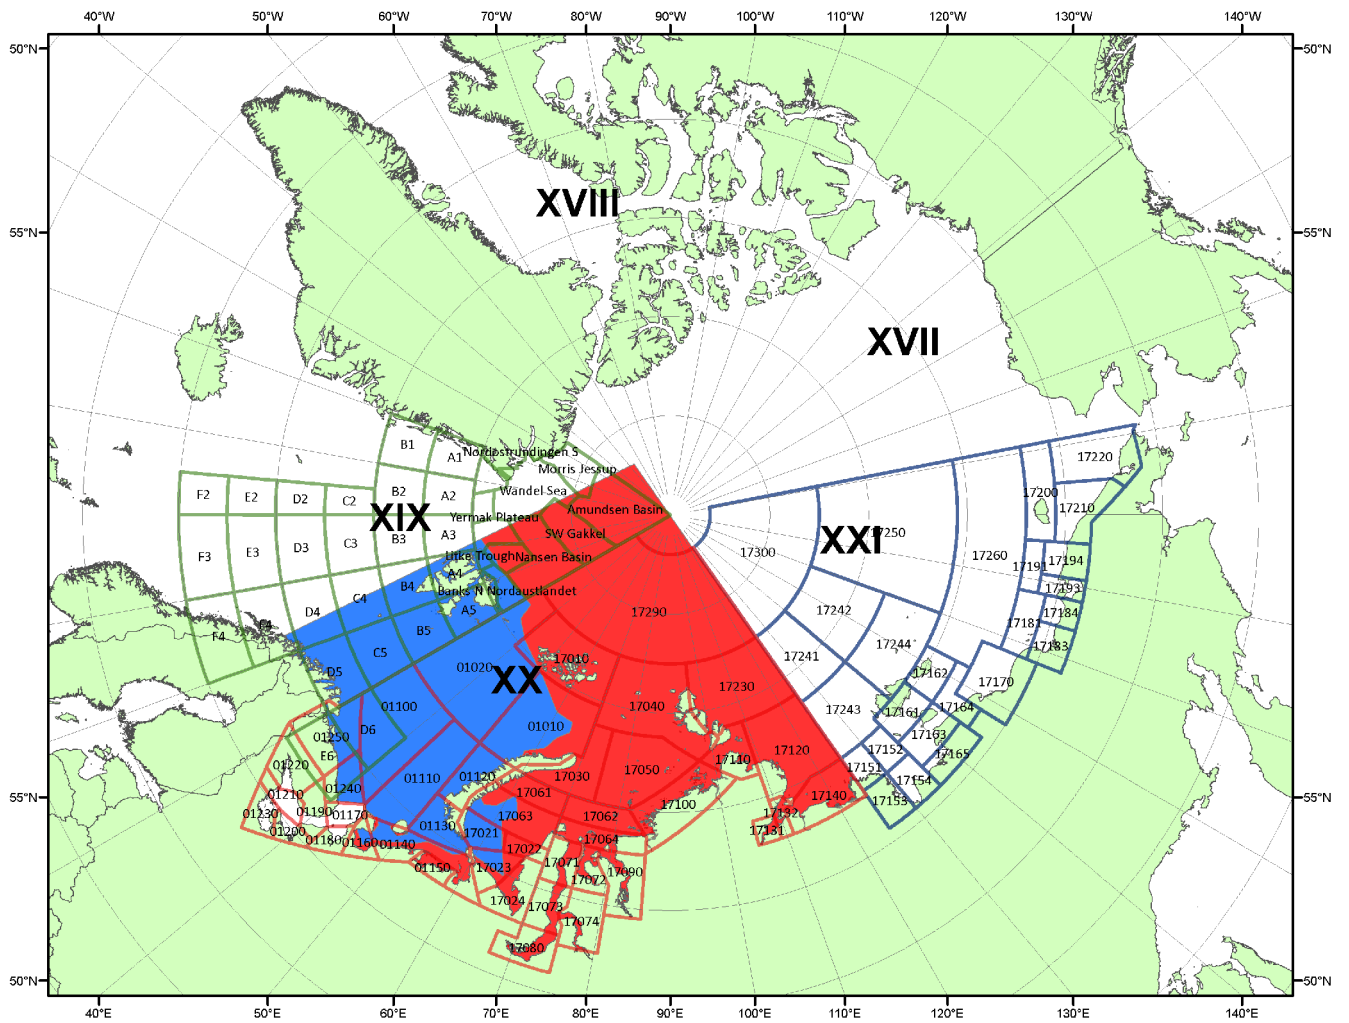 40°W 50°W 60°W 70°W 80°W 90°W 100°W 110°W 120°W 130°W 140°W
50°N 50°N
XVIII
55°N 55°N
XVII
B1
A1
Nordostrundingen S
17220
Morris Jessup
F2 E2 D2 C2 B2 A2
Wandel Sea
17200
17210
Amundsen Basin
XIX
Yermak Plateau
F3 E3 D3 C3 B3 A3
SW Gakkel
17300
XXI
17250
17260
Litke Trough
Nansen Basin
17191
17194
A4
B4
Banks N Nordaustlandet
17193
C4
D4
A5
17290
17242
17184
F4
E4
B5
17181
17244
17183
C5
17241
01020
17010
D5
XX
17230
17162
17170
01100
17040
17243
17161
17164
D6
01010
01250
17163
E6
17120
17152
17165
01220
01110
01120
17030
17050
17110
17151
17154
01210
01240
17061
17140
17153
01230
01190
01170
17063
17062
17100
17132
01200
01130
17021
17131
01180
01160
01140
17022
17064
01150
17023
17071
17072
17090
17024
17073
17074
17080
55°N 55°N
50°N 50°N
40°E 50°E 60°E 70°E 80°E 90°E 100°E 110°E 120°E 130°E 140°E